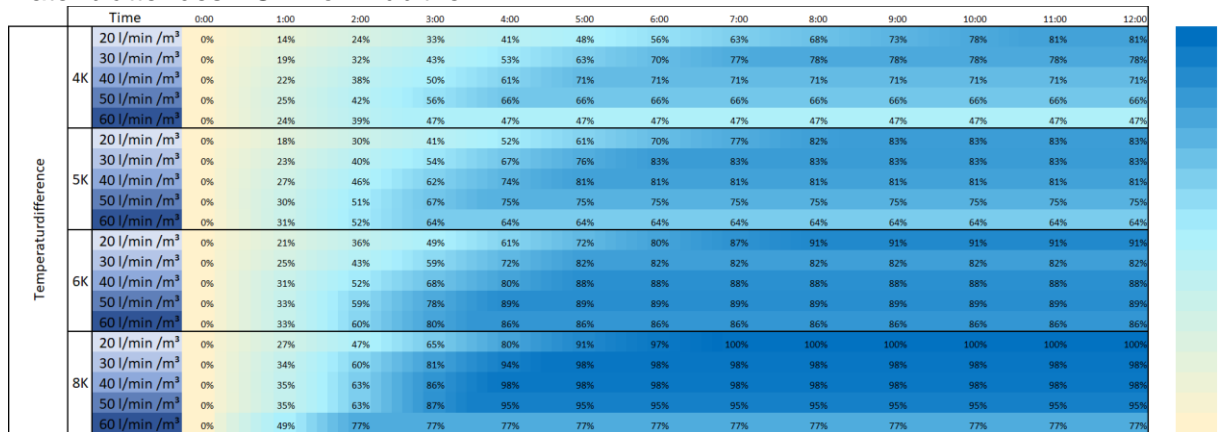 Time 0:00 1:00 2:00 3:00 4:00 5:00 6:00 7:00 8:00 9:00 10:00 11:00 12:00
Temperaturdifference
4K
20 l/min /m³ 0% 14% 24% 33% 41% 48% 56% 63% 68% 73% 78% 81% 81%
30 l/min /m³ 0% 19% 32% 43% 53% 63% 70% 77% 78% 78% 78% 78% 78%
40 l/min /m³ 0% 22% 38% 50% 61% 71% 71% 71% 71% 71% 71% 71% 71%
50 l/min /m³ 0% 25% 42% 56% 66% 66% 66% 66% 66% 66% 66% 66% 66%
60 l/min /m³ 0% 24% 39% 47% 47% 47% 47% 47% 47% 47% 47% 47% 47%
5K
20 l/min /m³ 0% 18% 30% 41% 52% 61% 70% 77% 82% 83% 83% 83% 83%
30 l/min /m³ 0% 23% 40% 54% 67% 76% 83% 83% 83% 83% 83% 83% 83%
40 l/min /m³ 0% 27% 46% 62% 74% 81% 81% 81% 81% 81% 81% 81% 81%
50 l/min /m³ 0% 30% 51% 67% 75% 75% 75% 75% 75% 75% 75% 75% 75%
60 l/min /m³ 0% 31% 52% 64% 64% 64% 64% 64% 64% 64% 64% 64% 64%
6K
20 l/min /m³ 0% 21% 36% 49% 61% 72% 80% 87% 91% 91% 91% 91% 91%
30 l/min /m³ 0% 25% 43% 59% 72% 82% 82% 82% 82% 82% 82% 82% 82%
40 l/min /m³ 0% 31% 52% 68% 80% 88% 88% 88% 88% 88% 88% 88% 88%
50 l/min /m³ 0% 33% 59% 78% 89% 89% 89% 89% 89% 89% 89% 89% 89%
60 l/min /m³ 0% 33% 60% 80% 86% 86% 86% 86% 86% 86% 86% 86% 86%
8K
20 l/min /m³ 0% 27% 47% 65% 80% 91% 97% 100% 100% 100% 100% 100% 100%
30 l/min /m³ 0% 34% 60% 81% 94% 98% 98% 98% 98% 98% 98% 98% 98%
40 l/min /m³ 0% 35% 63% 86% 98% 98% 98% 98% 98% 98% 98% 98% 98%
50 l/min /m³ 0% 35% 63% 87% 95% 95% 95% 95% 95% 95% 95% 95% 95%
60 l/min /m³ 0% 49% 77% 77% 77% 77% 77% 77% 77% 77% 77% 77% 77%